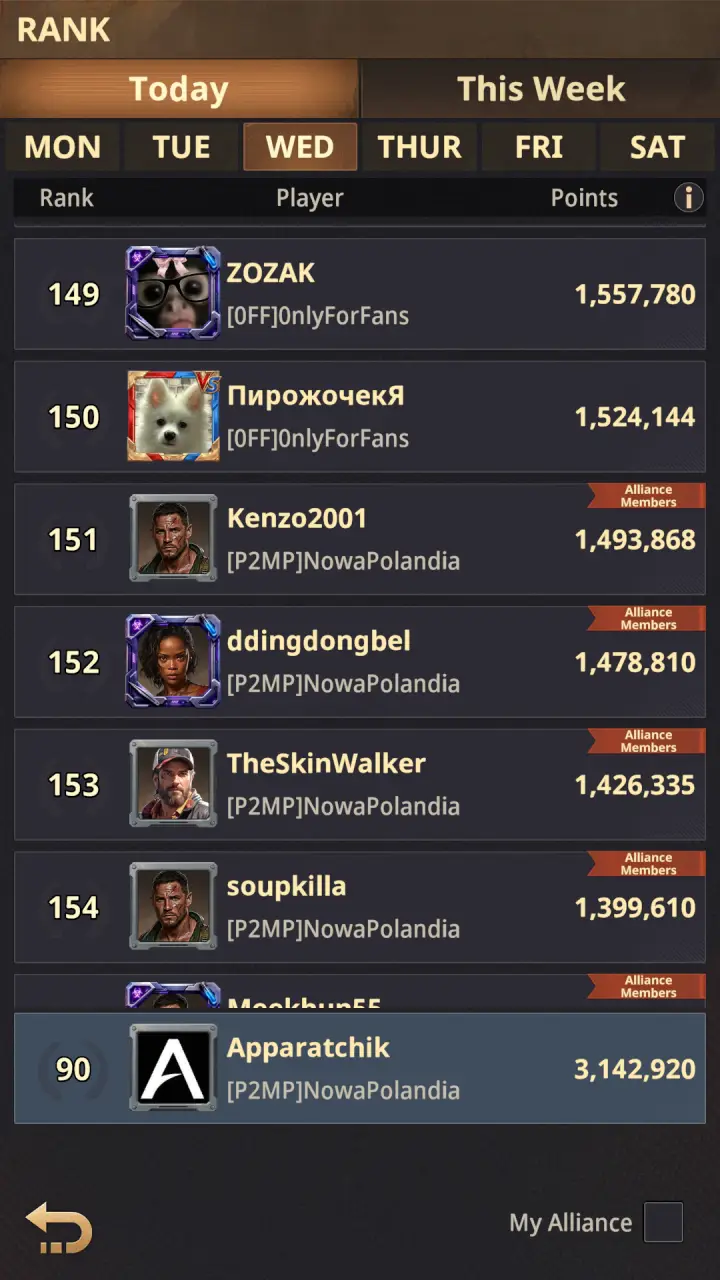 RANK
Today
This Week
MON
TUE
WED
THUR
FRI
SAT
Rank
Player
Points
149
ZOZAK
[0FF]0nlyForFans
1,557,780
150
ПирожочекЯ
[0FF]0nlyForFans
1,524,144
VS
Alliance
Members
151
Kenzo2001
[P2MP]NowaPolandia
1,493,868
Alliance
Members
152
ddingdongbel
[P2MP]NowaPolandia
1,478,810
Alliance
Members
153
TheSkinWalker
[P2MP]NowaPolandia
1,426,335
Alliance
Members
154
soupkilla
[P2MP]NowaPolandia
1,399,610
Alliance
Members
90
Apparatchik
[P2MP]NowaPolandia
3,142,920
My Alliance